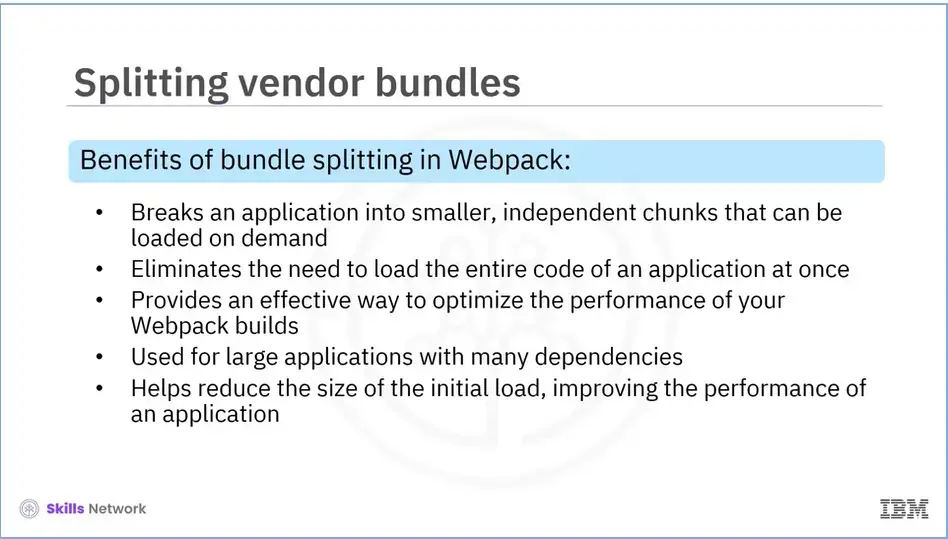 Splitting vendor bundles
Benefits of bundle splitting in Webpack:
• Breaks an application into smaller, independent chunks that can be
loaded on demand
• Eliminates the need to load the entire code of an application at once
• Provides an effective way to optimize the performance of your
Webpack builds
• Used for large applications with many dependencies
• Helps reduce the size of the initial load, improving the performance of
an application
Skills Network
IBM